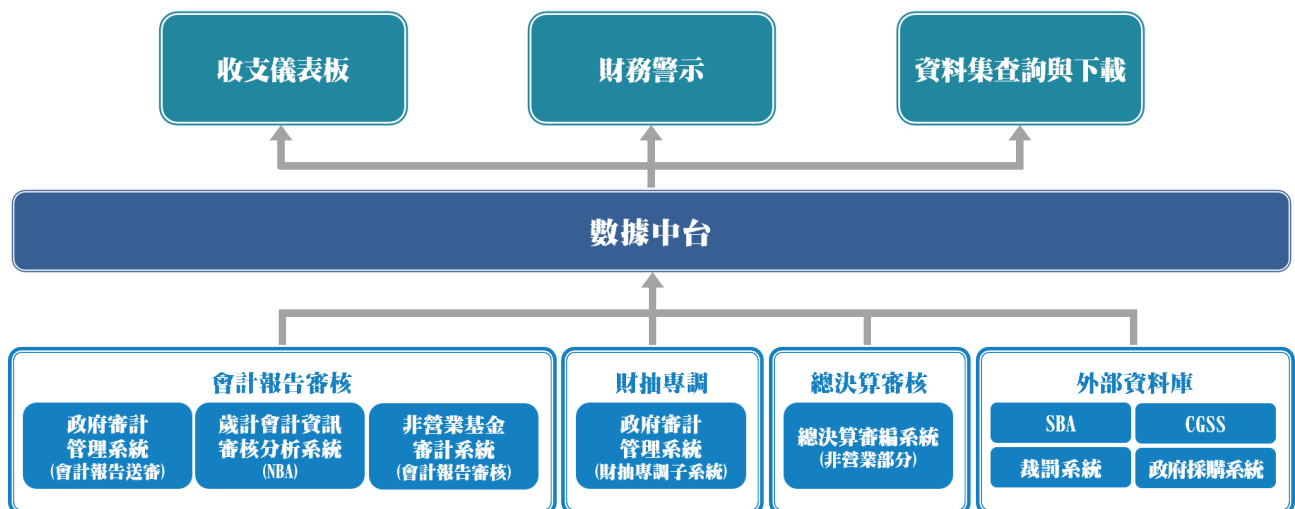 收支儀表板
財務警示
資料集查詢與下載
數據中台
會計報告審核
政府審計
管理系統
(會計報告送審)
歲計會計資訊
審核分析系統
(NBA)
非營業基金
審計系統
(會計報告審核)
財抽專調
政府審計
管理系統
(財抽專調子系統)
總決算審核
總決算審編系統
(非營業部分)
外部資料庫
SBA
CGSS
裁罰系統
政府採購系統